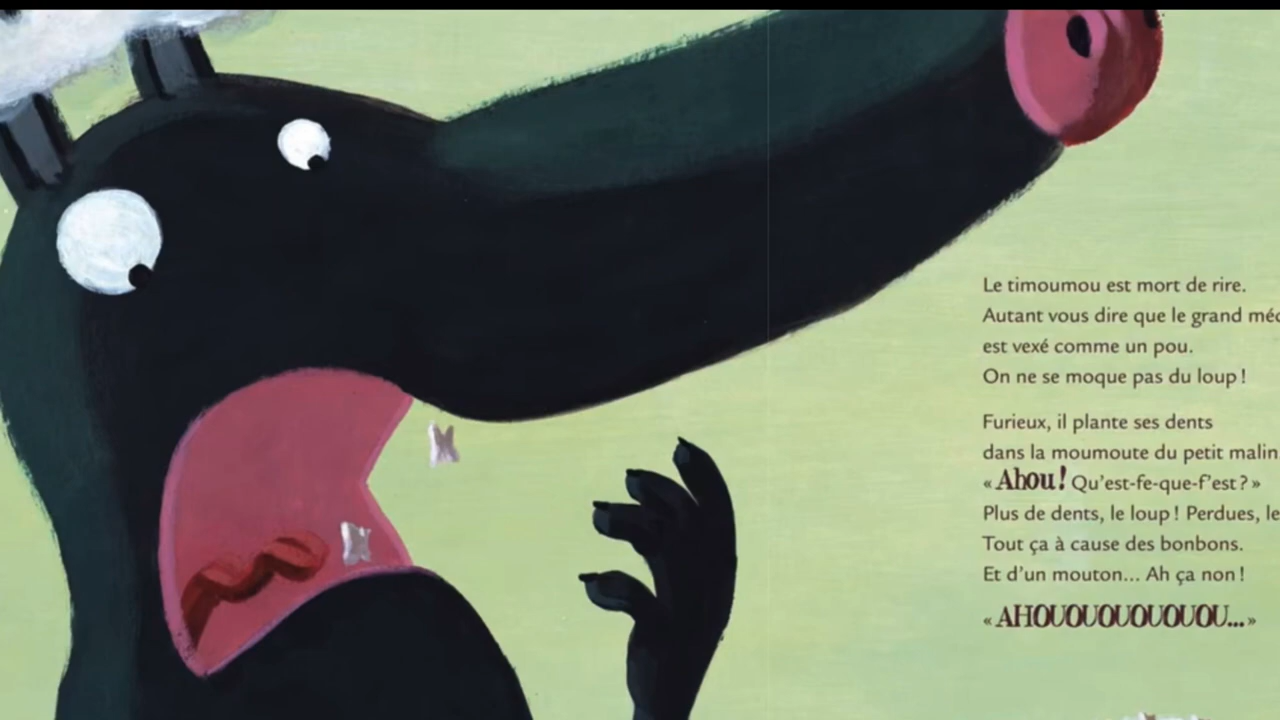 Le timoumou est mort de rire.
Autant vous dire que le grand
est vexé comme un pou.
On ne se moque pas du loup !
Furieux, il plante ses dents
dans la moumoute du petit malin
« Ahou ! Qu'est-fe-que-f'est ? »
Plus de dents, le loup ! Perdues,
Tout ça à cause des bonbons.
Et d'un mouton... Ah ça non !
« AHOUOUOUOUOUOU... »